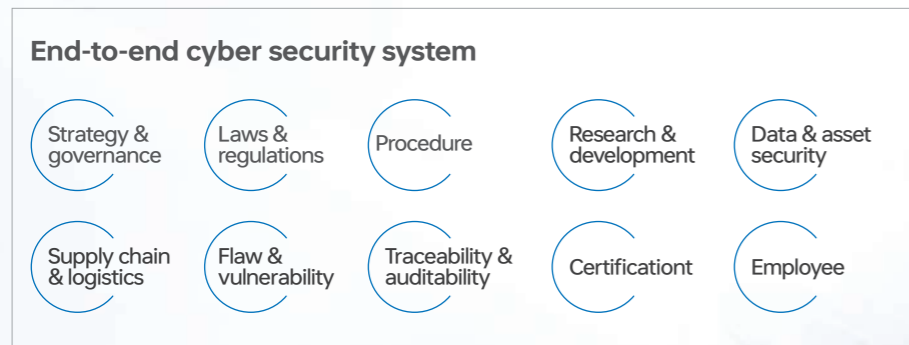 End-to-end cyber security system
Strategy &
governance
Laws &
regulations
Procedure
Research &
development
Data & asset
security
Supply chain
& logistics
Flaw &
vulnerability
Traceability &
auditability
Certificationt
Employee